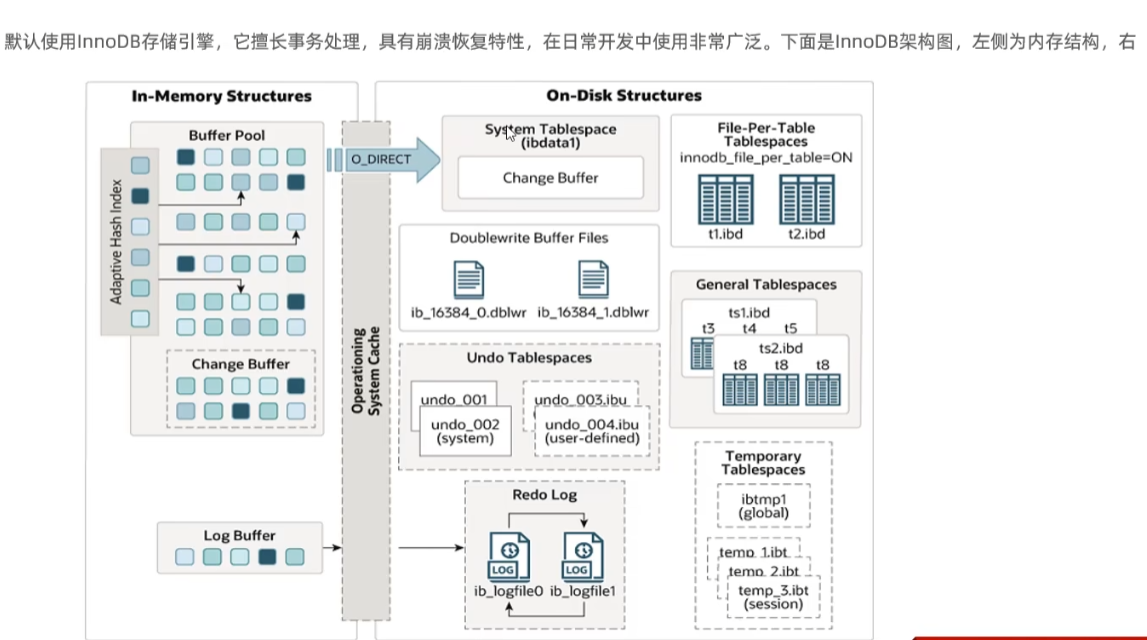 默认使用InnoDB存储引擎，它擅长事务处理，具有崩溃恢复特性，在日常开发中使用非常广泛。下面是InnoDB架构图，左侧为内存结构，右
In-Memory Structures
Buffer Pool
Adaptive Hash Index
Change Buffer
Log Buffer
Operationing
System Cache
O_DIRECT
On-Disk Structures
System Tablespace
(ibdata1)
Change Buffer
Doublewrite Buffer Files
ib_16384_0.dblwr ib_16384_1.dblwr
Undo Tablespaces
undo_001
undo_002
(system)
undo_003.ibu
undo_004.ibu
(user-defined)
Redo Log
LOG LOG
ib_logfile0 ib_logfile1
File-Per-Table
Tablespaces
innodb_file_per_table=ON
t1.ibd t2.ibd
General Tablespaces
ts1.ibd
t3 t4 t5
ts2.ibd
t8 t8 t8
Temporary
Tablespaces
ibtmp1
(global)
temp_1.ibt
temp_2.ibt
temp_3.ibt
(session)